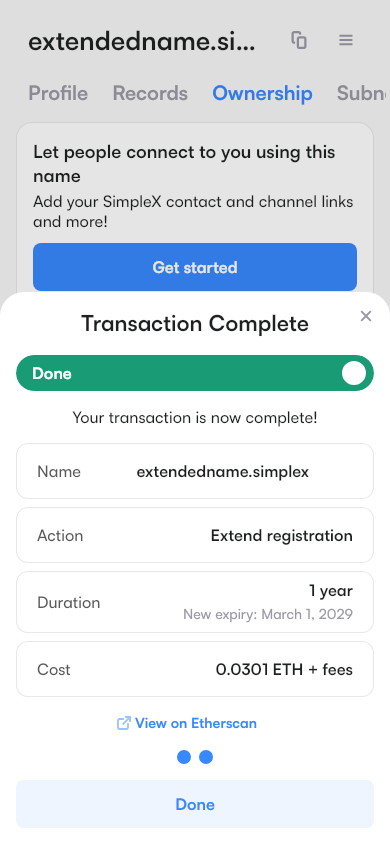 extendedname.si...
Profile Records Ownership Subn
Let people connect to you using this
name
Add your SimpleX contact and channel links
and more!
Get started
Transaction Complete
Done
Your transaction is now complete!
Name extendedname.simplex
Action Extend registration
Duration 1 year
New expiry: March 1, 2029
Cost 0.0301 ETH + fees
View on Etherscan
Done